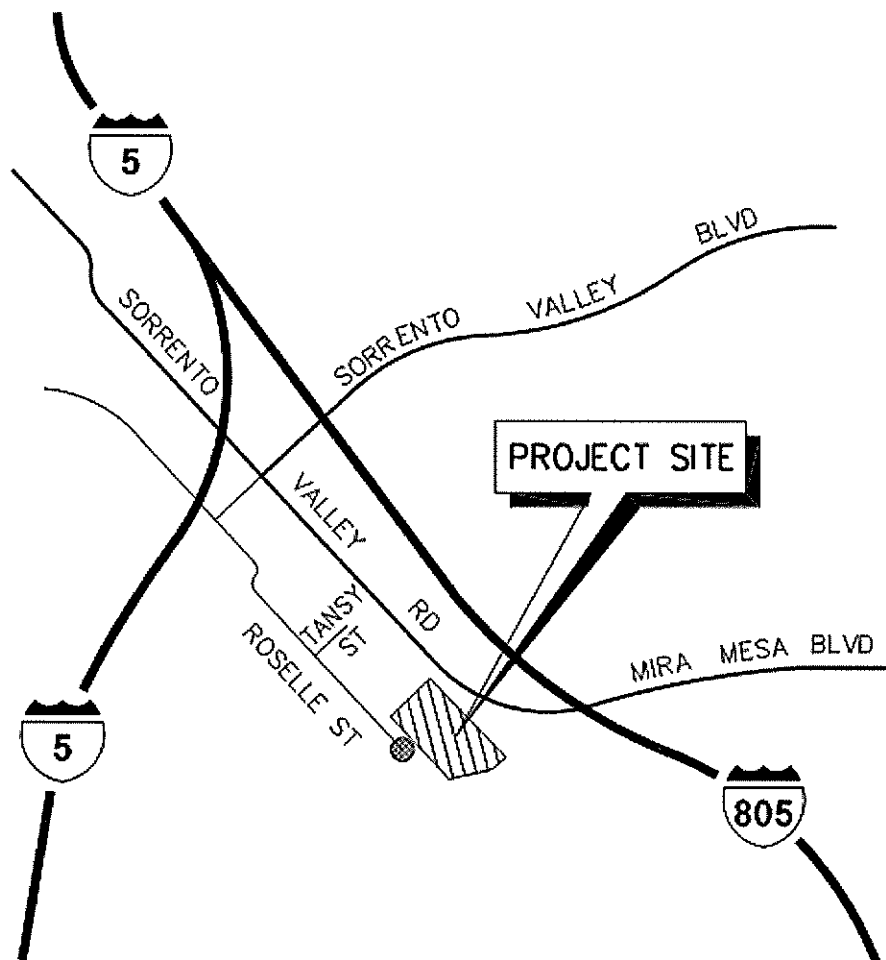 5
SORRENTO VALLEY BLVD
SORRENTO VALLEY RD
PROJECT SITE
TANSY ST
ROSELLE ST
MIRA MESA BLVD
5
805